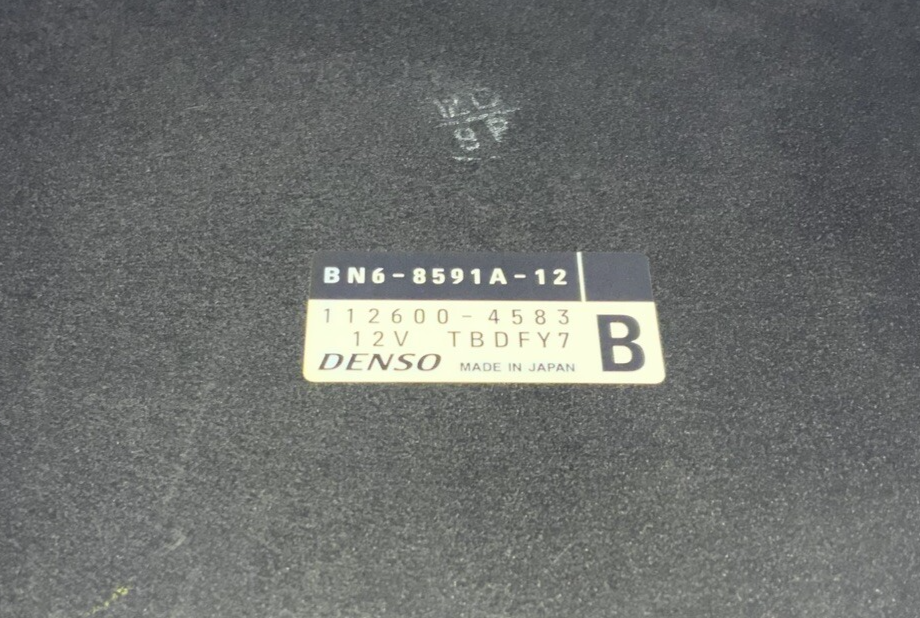 BN6-8591A-12
112600-4583
12V TBDFY7
B
DENSO MADE IN JAPAN